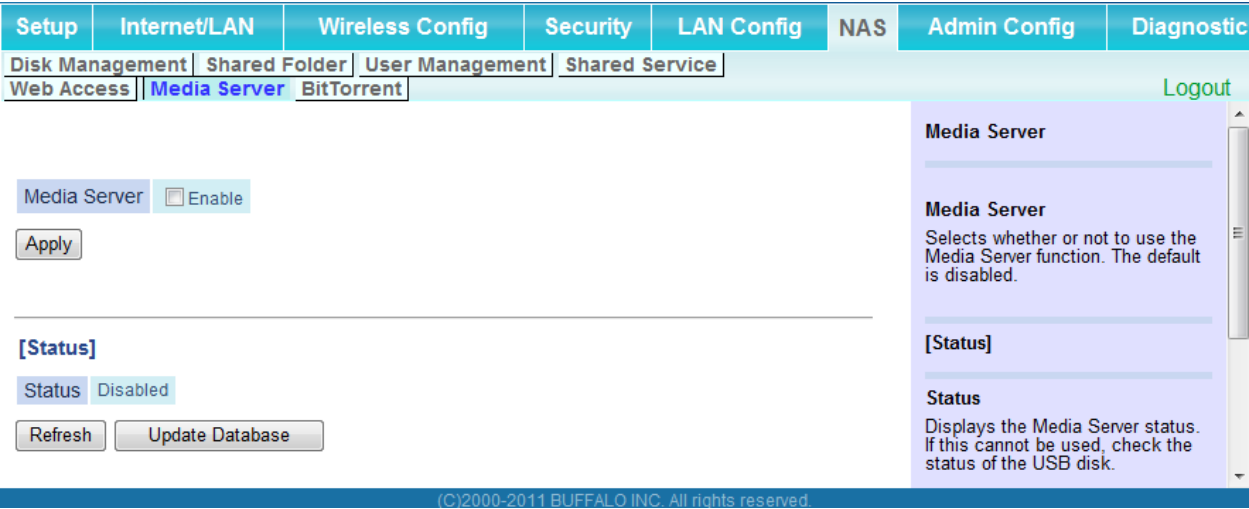 Setup Internet/LAN Wireless Config Security LAN Config NAS Admin Config Diagnostic
Disk Management Shared Folder User Management Shared Service
Web Access Media Server BitTorrent
Logout
Media Server Enable
Apply
[Status]
Status Disabled
Refresh Update Database
Media Server
Media Server
Selects whether or not to use the
Media Server function. The default
is disabled.
[Status]
Status
Displays the Media Server status.
If this cannot be used, check the
status of the USB disk.
(C)2000-2011 BUFFALO INC. All rights reserved.